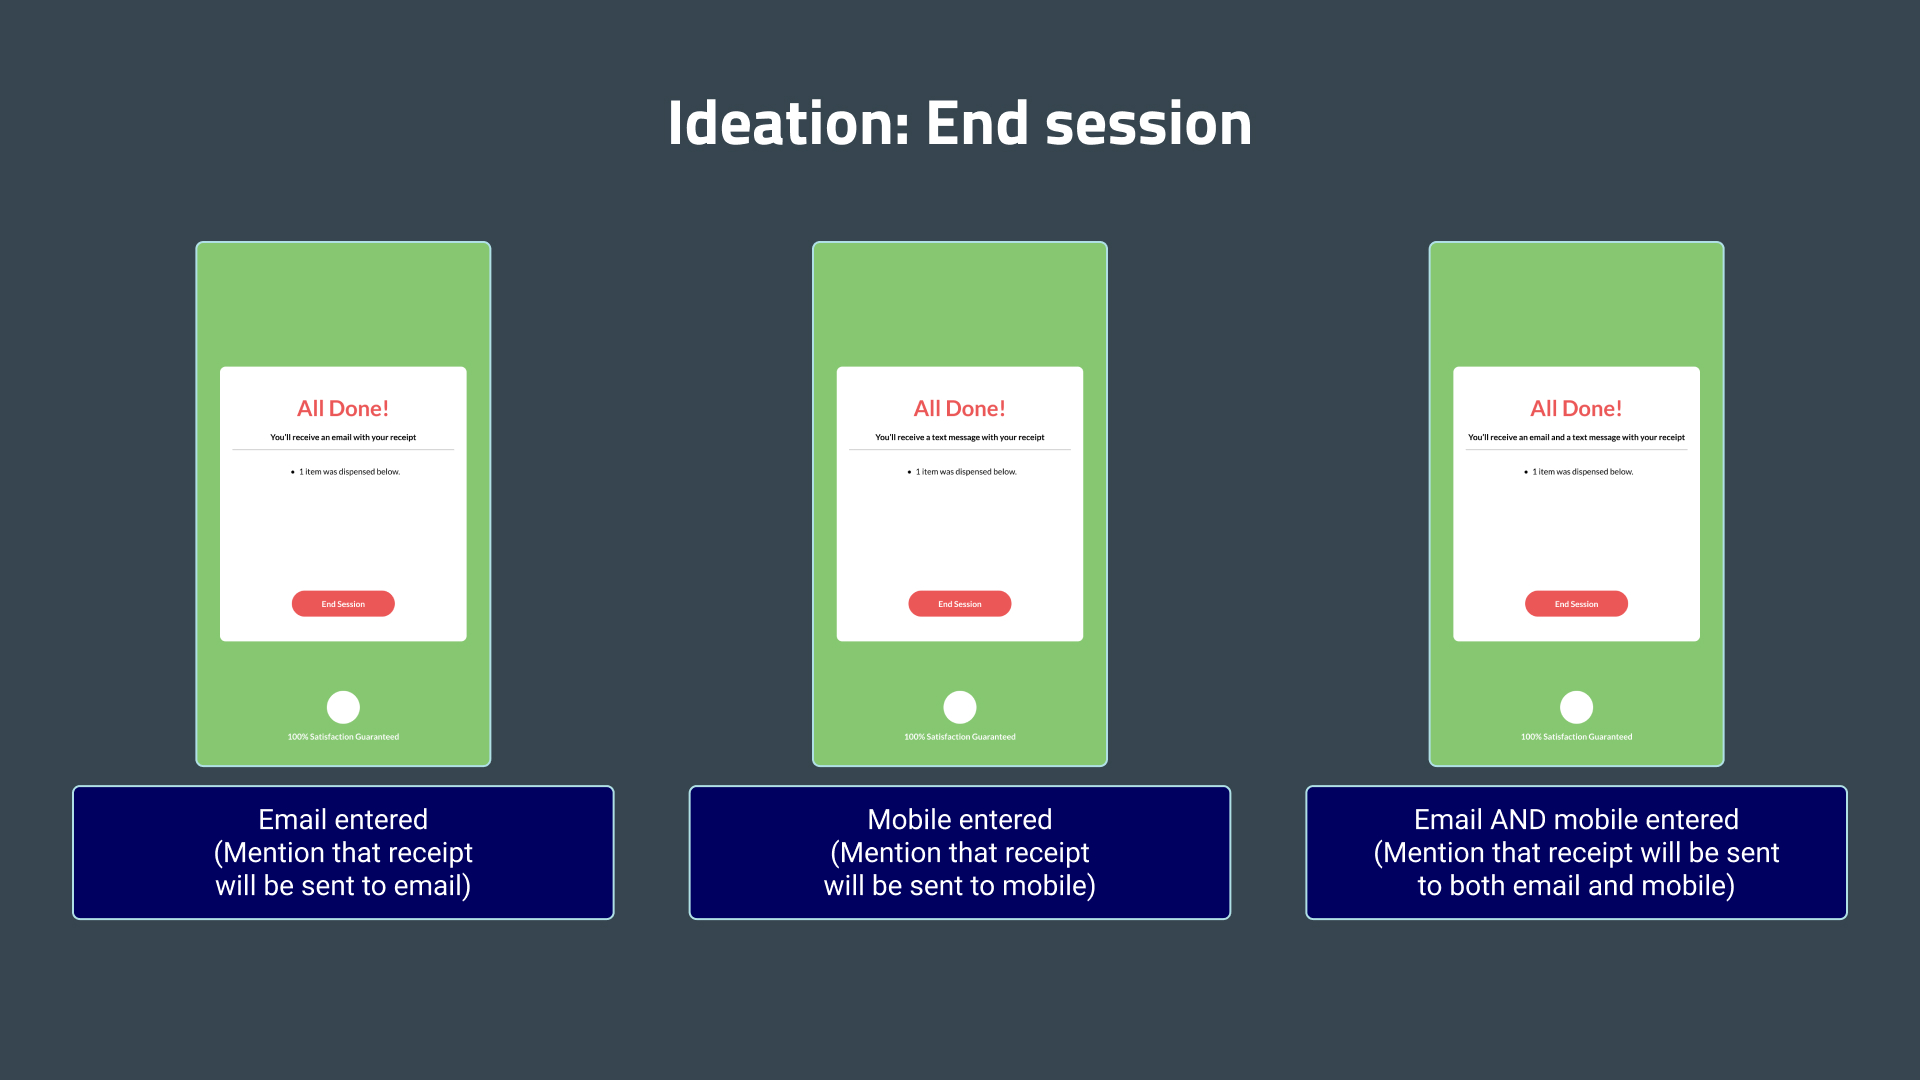 Ideation: End session
All Done!
You'll receive an email with your receipt
• 1 item was dispensed below.
End Session
100% Satisfaction Guaranteed
Email entered
(Mention that receipt
will be sent to email)
All Done!
You'll receive a text message with your receipt
• 1 item was dispensed below.
End Session
100% Satisfaction Guaranteed
Mobile entered
(Mention that receipt
will be sent to mobile)
All Done!
You'll receive an email and a text message with your receipt
• 1 item was dispensed below.
End Session
100% Satisfaction Guaranteed
Email AND mobile entered
(Mention that receipt will be sent
to both email and mobile)